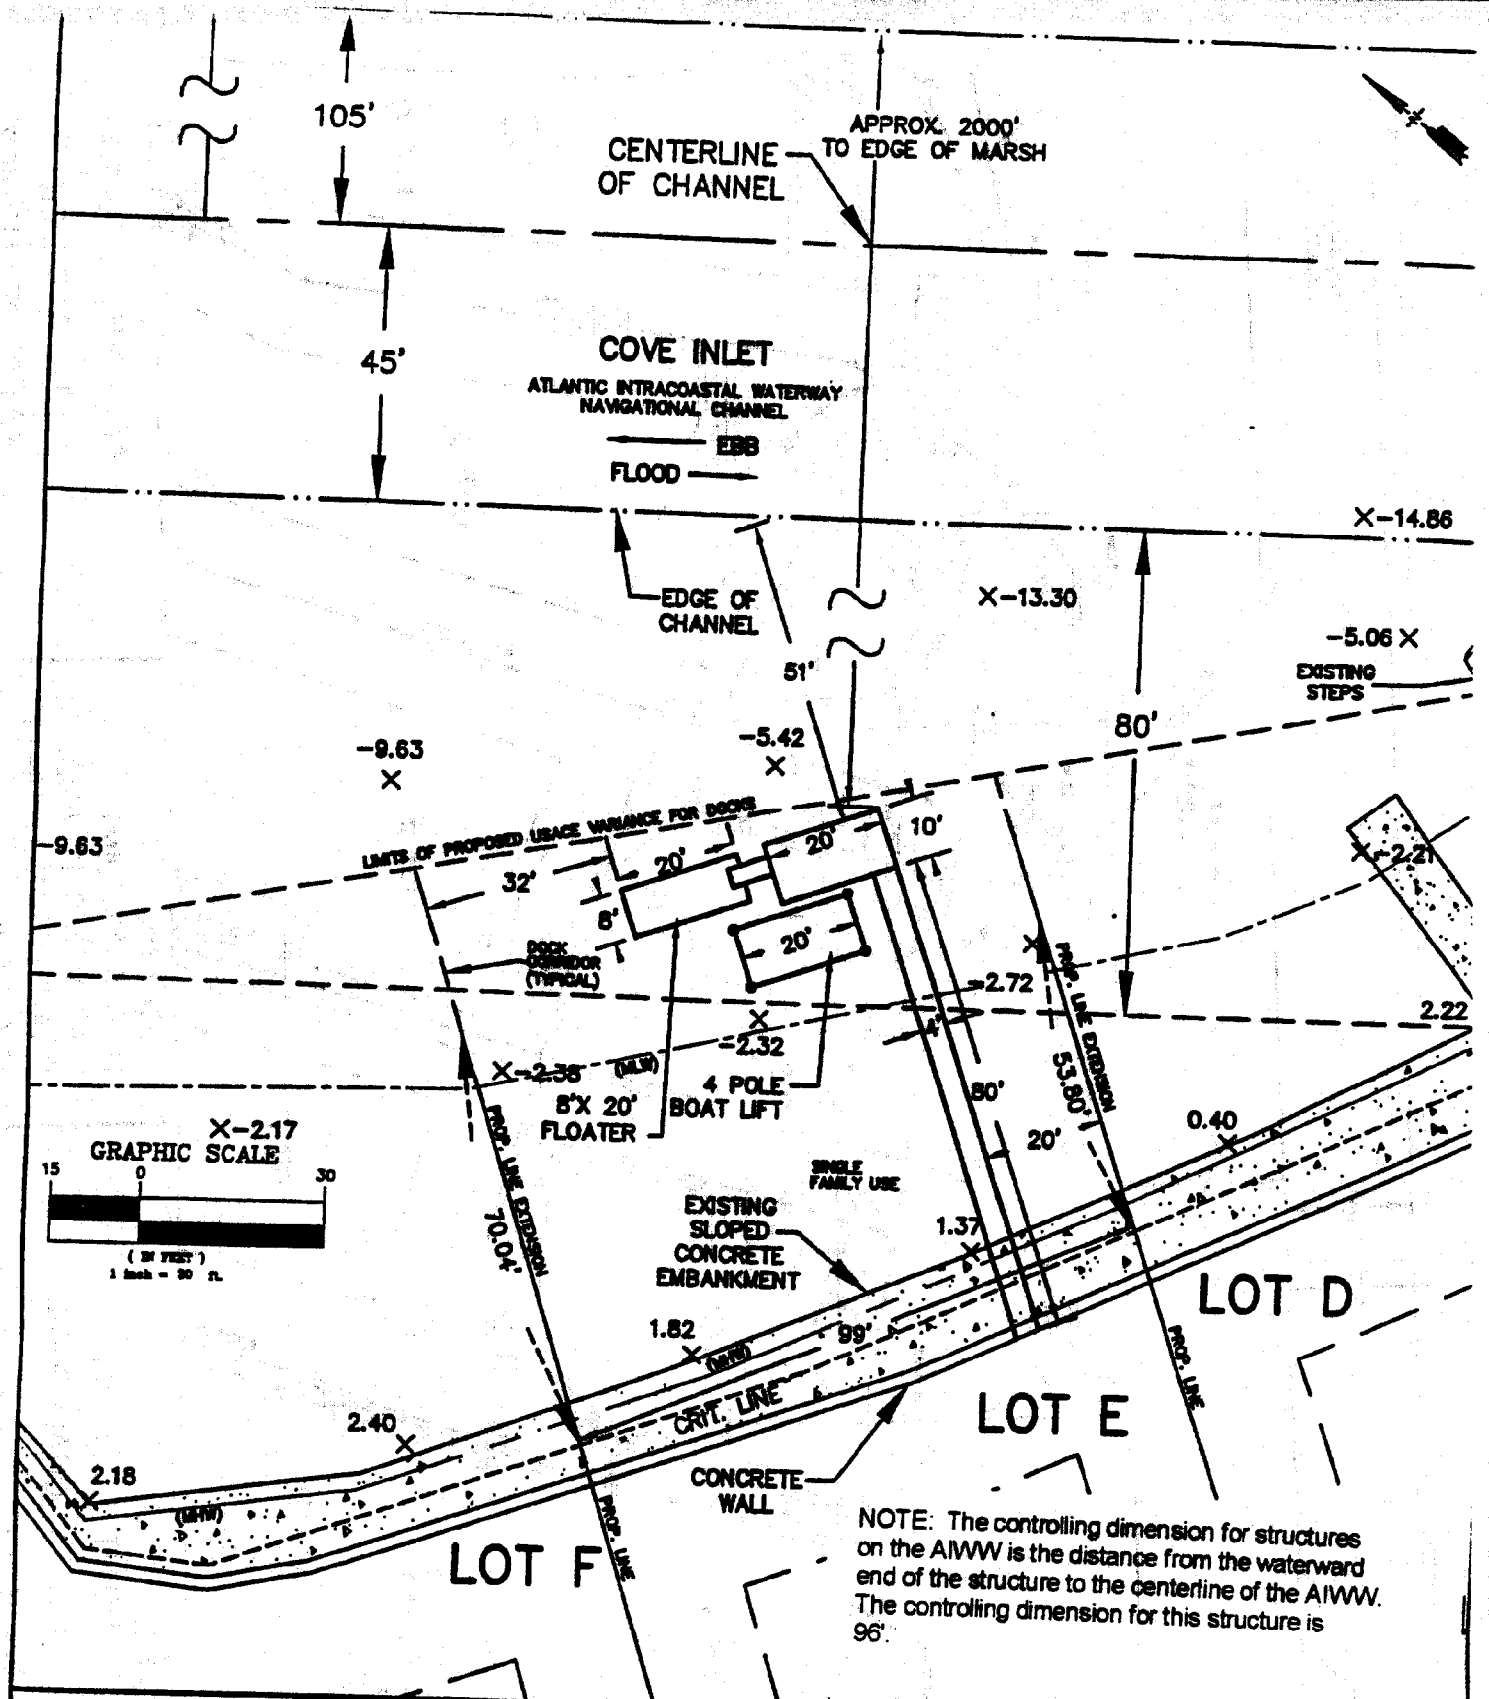 105'
APPROX. 2000'
TO EDGE OF MARSH
CENTERLINE
OF CHANNEL
45'
COVE INLET
ATLANTIC INTRACOASTAL WATERWAY
NAVIGATIONAL CHANNEL
EBB
FLOOD
X-14.86
EDGE OF
CHANNEL
X-13.30
-5.06 X
51'
EXISTING
STEPS
80'
-9.63
X
-5.42
X
-9.63
LIMITS OF PROPOSED USACE VARIANCE FOR DOCKS
10'
20'
20'
32'
X-2.21
8'
20'
DOCK
CORRIDOR
(TYPICAL)
-2.72
2.22
4'
-2.32
X-2.38
(MLW)
PROP. LINE EXTENSION
53.80'
8'X 20'
FLOATER
4 POLE
BOAT LIFT
80'
X-2.17
GRAPHIC SCALE
15 0 30
( IN FEET )
1 inch = 30 ft.
PROP. LINE EXTENSION
70.04'
20'
0.40
SINGLE
FAMILY USE
EXISTING
SLOPED
CONCRETE
EMBANKMENT
1.37
LOT D
1.82
(MHW)
99'
CRIT. LINE
PROP. LINE
LOT E
2.40
2.18
(MHW)
CONCRETE
WALL
PROP. LINE
LOT F
NOTE: The controlling dimension for structures
on the AIWW is the distance from the waterward
end of the structure to the centerline of the AIWW.
The controlling dimension for this structure is
96'.